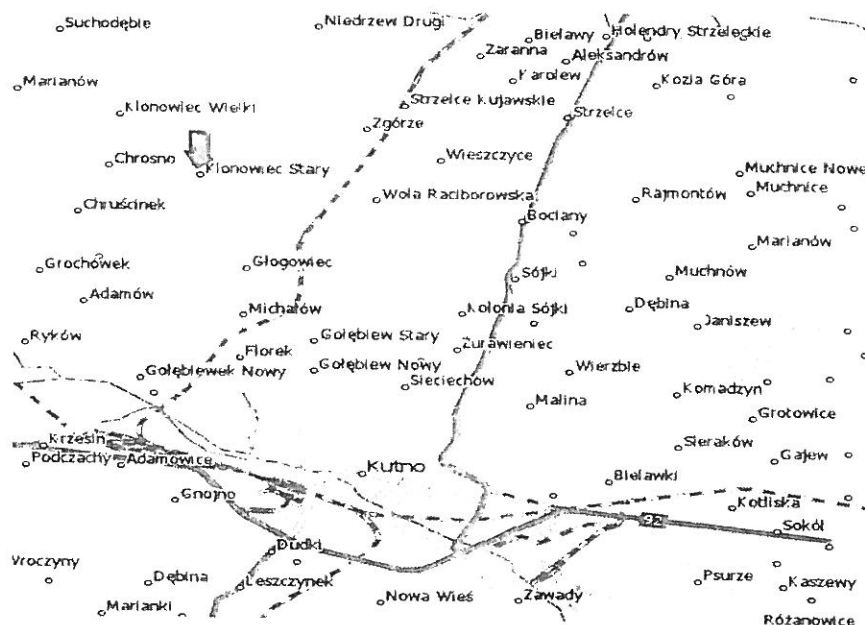 Suchodębie
Niedrzew Drugi
Bielawy
Holendry Strzeleckie
Zaranna
Aleksandrów
Marianów
Karolew
Kozia Góra
Klonowiec Wielki
Strzelce Kujawskie
Strzelce
Zgórze
Chrosno
Klonowiec Stary
Wieszczyce
Muchnice Nowe
Muchnice
Chruścinek
Wola Raciborowska
Rajmontów
Bociany
Marianów
Grochówek
Głogowiec
Sójki
Muchnów
Adamów
Michałów
Kolonia Sójki
Dębina
Janiszew
Ryków
Gołębiew Stary
Florek
Żurawieniec
Gołębiewek Nowy
Gołębiew Nowy
Sieciechów
Wierzbie
Komadzyn
Malina
Grotowice
Krzesin
Sieraków
Podczachy
Adamowice
Kutno
Gajew
Bielawki
Gnojno
Kotliska
92
Sokół
Dudki
Wroczyny
Dębina
Leszczynek
Psurze
Kaszewy
Marianki
Nowa Wieś
Zawady
Różanowice